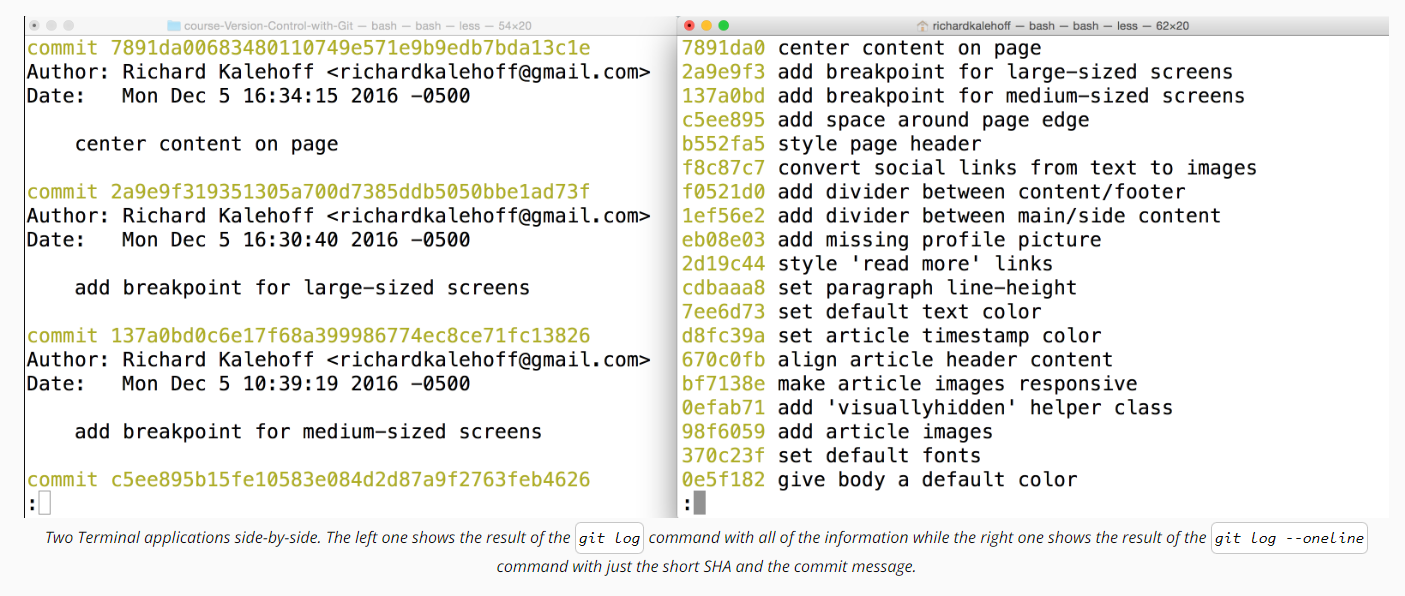 course-Version-Control-with-Git — bash — bash — less — 54×20
commit 7891da00683480110749e571e9b9edb7bda13c1e
Author: Richard Kalehoff <richardkalehoff@gmail.com>
Date:   Mon Dec 5 16:34:15 2016 -0500
center content on page
commit 2a9e9f319351305a700d7385ddb5050bbe1ad73f
Author: Richard Kalehoff <richardkalehoff@gmail.com>
Date:   Mon Dec 5 16:30:40 2016 -0500
add breakpoint for large-sized screens
commit 137a0bd0c6e17f68a399986774ec8ce71fc13826
Author: Richard Kalehoff <richardkalehoff@gmail.com>
Date:   Mon Dec 5 10:39:19 2016 -0500
add breakpoint for medium-sized screens
commit c5ee895b15fe10583e084d2d87a9f2763feb4626
:
richardkalehoff — bash — bash — less — 62×20
7891da0 center content on page
2a9e9f3 add breakpoint for large-sized screens
137a0bd add breakpoint for medium-sized screens
c5ee895 add space around page edge
b552fa5 style page header
f8c87c7 convert social links from text to images
f0521d0 add divider between content/footer
1ef56e2 add divider between main/side content
eb08e03 add missing profile picture
2d19c44 style 'read more' links
cdbaaa8 set paragraph line-height
7ee6d73 set default text color
d8fc39a set article timestamp color
670c0fb align article header content
bf7138e make article images responsive
0efab71 add 'visuallyhidden' helper class
98f6059 add article images
370c23f set default fonts
0e5f182 give body a default color
:
Two Terminal applications side-by-side. The left one shows the result of the git log command with all of the information while the right one shows the result of the git log --oneline
command with just the short SHA and the commit message.